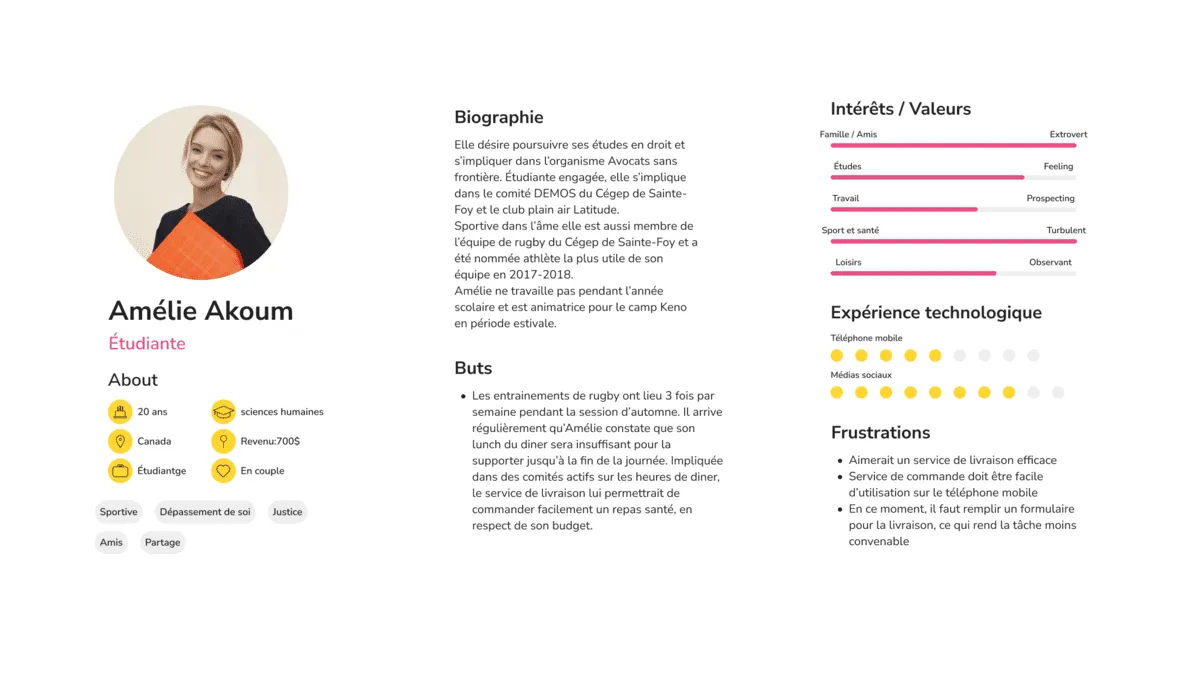 Amélie Akoum
Étudiante
About
20 ans
sciences humaines
Canada
Revenu:700$
Étudiantge
En couple
Sportive
Dépassement de soi
Justice
Amis
Partage
Biographie
Elle désire poursuivre ses études en droit et
s'impliquer dans l'organisme Avocats sans
frontière. Étudiante engagée, elle s'implique
dans le comité DEMOS du Cégep de Sainte-
Foy et le club plain air Latitude.
Sportive dans l'âme elle est aussi membre de
l'équipe de rugby du Cégep de Sainte-Foy et a
été nommée athlète la plus utile de son
équipe en 2017-2018.
Amélie ne travaille pas pendant l'année
scolaire et est animatrice pour le camp Keno
en période estivale.
Buts
• Les entrainements de rugby ont lieu 3 fois par
semaine pendant la session d'automne. Il arrive
régulièrement qu'Amélie constate que son
lunch du diner sera insuffisant pour la
supporter jusqu'à la fin de la journée. Impliquée
dans des comités actifs sur les heures de diner,
le service de livraison lui permettrait de
commander facilement un repas santé, en
respect de son budget.
Intérêts / Valeurs
Famille / Amis
Extrovert
Études
Feeling
Travail
Prospecting
Sport et santé
Turbulent
Loisirs
Observant
Expérience technologique
Téléphone mobile
Médias sociaux
Frustrations
• Aimerait un service de livraison efficace
• Service de commande doit être facile
d'utilisation sur le téléphone mobile
• En ce moment, il faut remplir un formulaire
pour la livraison, ce qui rend la tâche moins
convenable